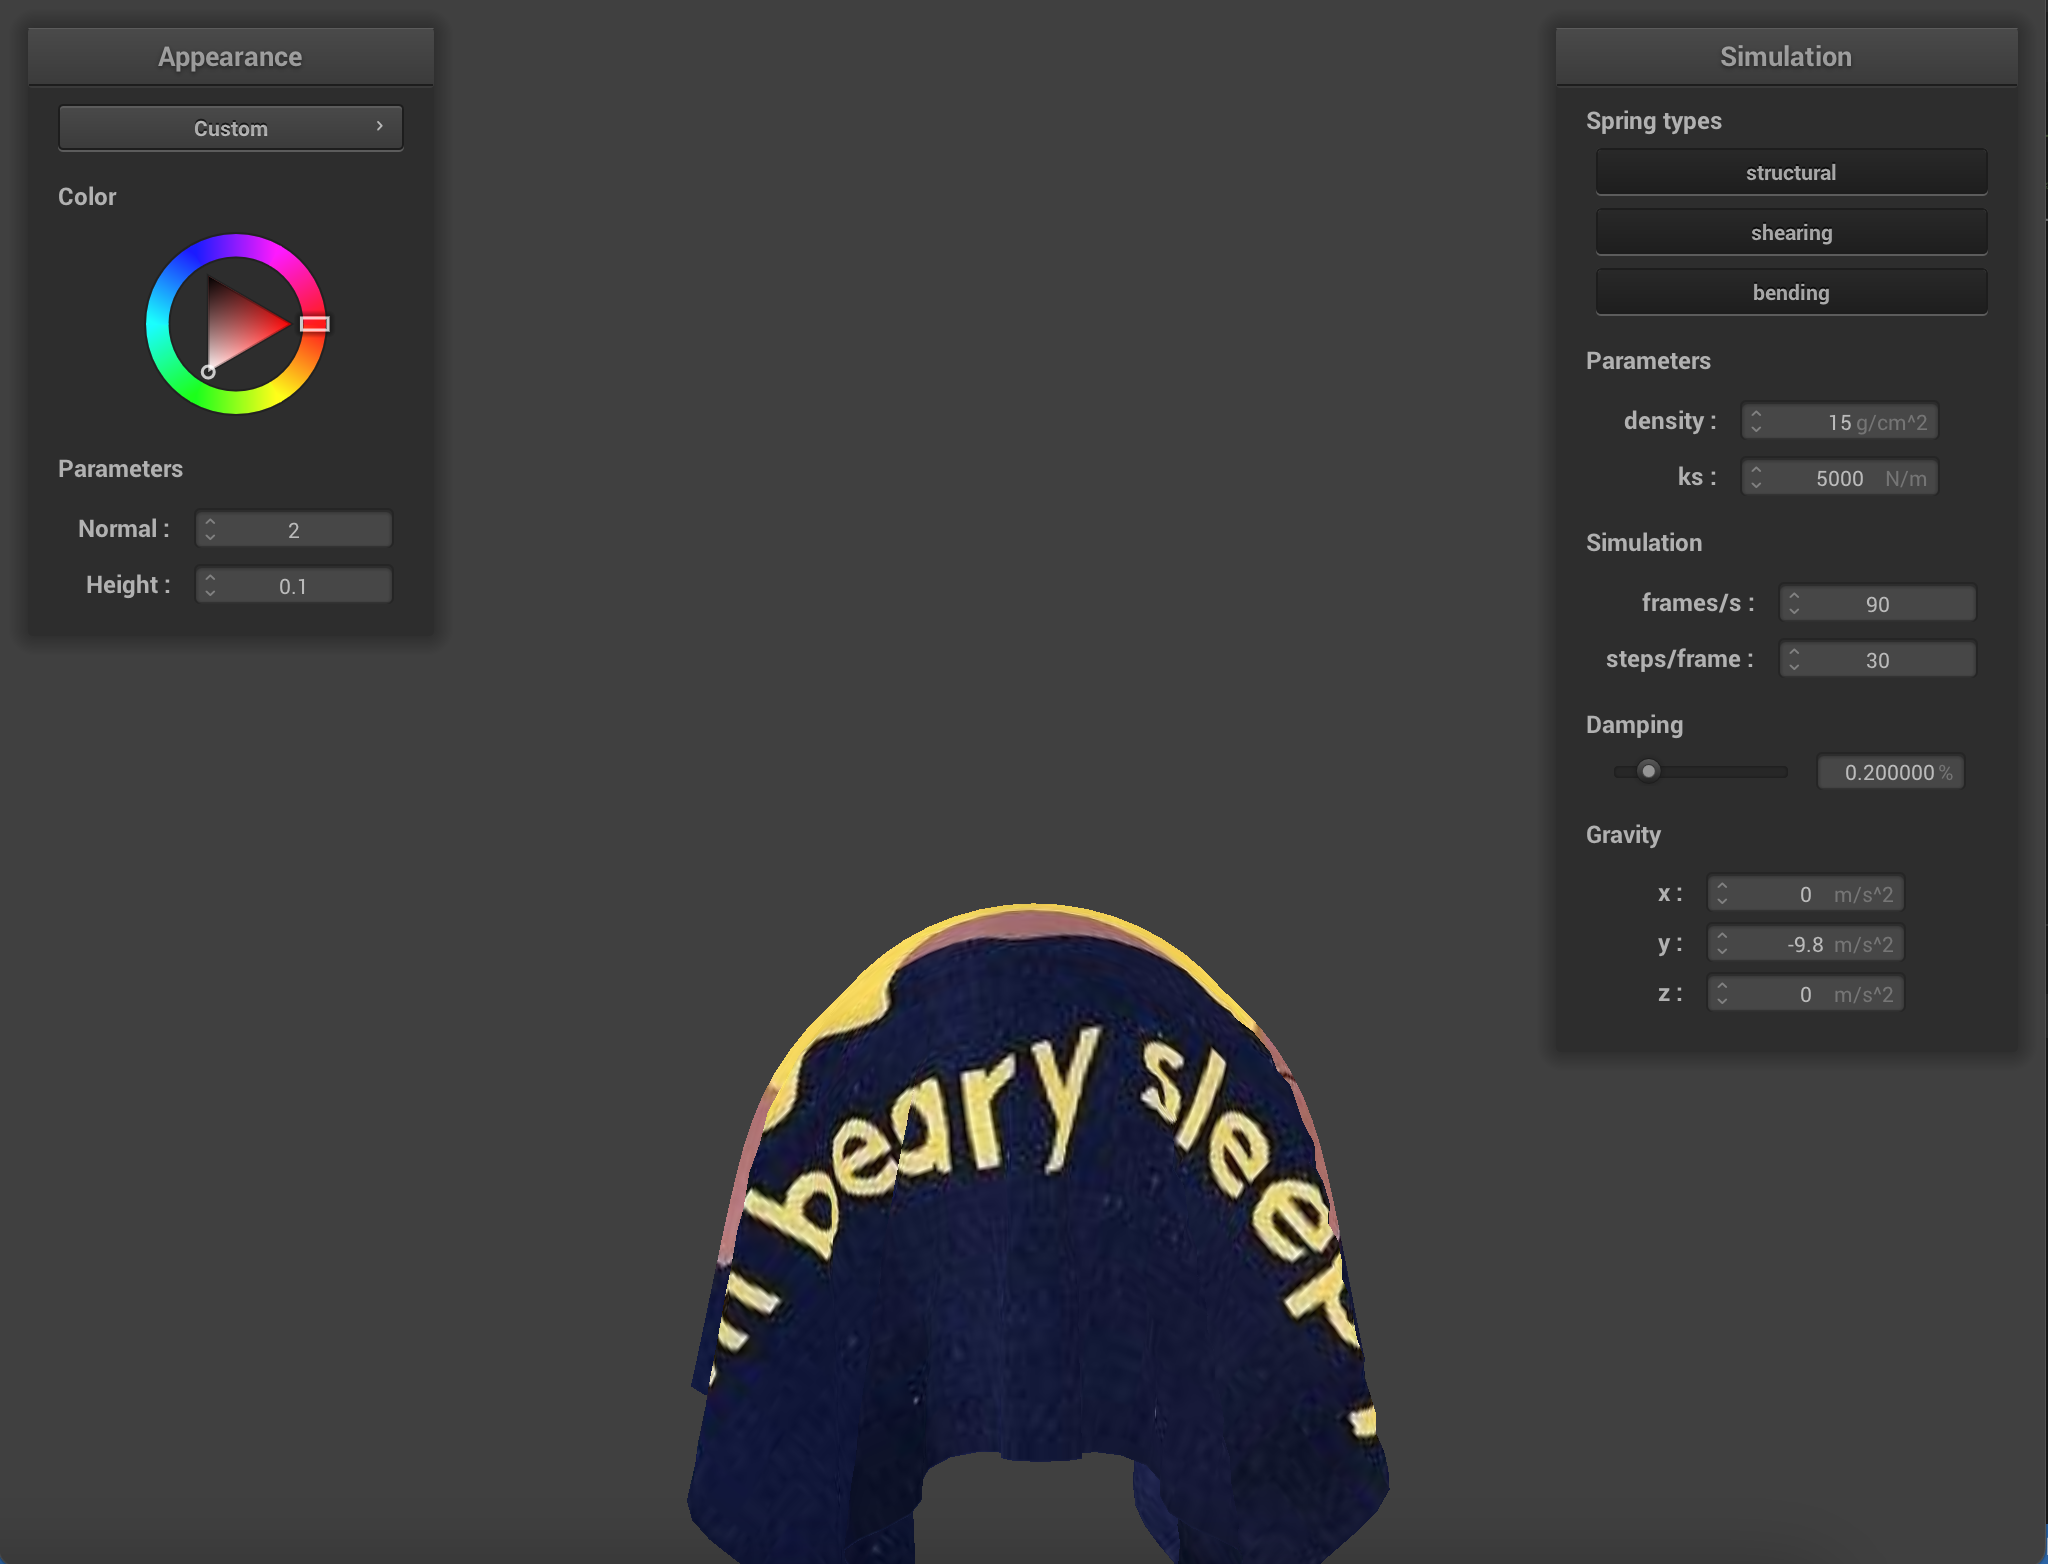 Appearance
Custom
Color
Parameters
Normal : 2
Height : 0.1
Simulation
Spring types
structural
shearing
bending
Parameters
density : 15 g/cm^2
ks : 5000 N/m
Simulation
frames/s : 90
steps/frame : 30
Damping
0.200000 %
Gravity
x : 0 m/s^2
y : -9.8 m/s^2
z : 0 m/s^2
beary